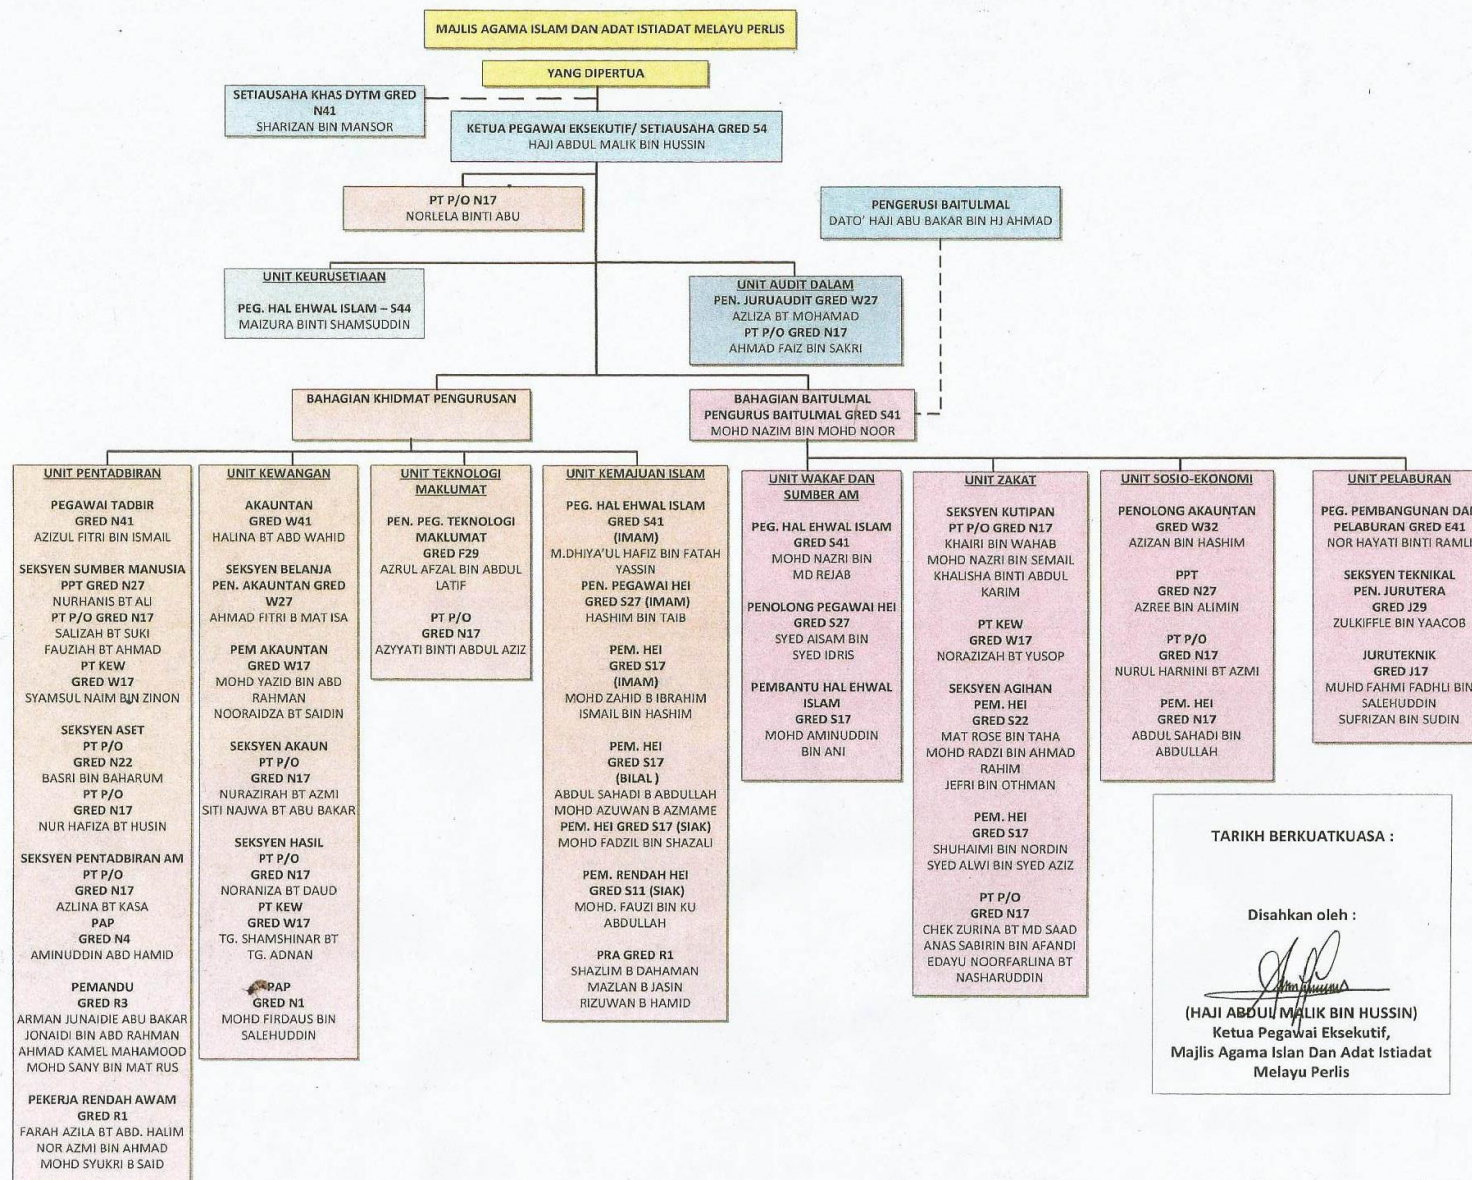 MAJLIS AGAMA ISLAM DAN ADAT ISTIADAT MELAYU PERLIS
YANG DIPERTUA
SETIAUSAHA KHAS DYTM GRED
N41
SHARIZAN BIN MANSOR
KETUA PEGAWAI EKSEKUTIF/ SETIAUSAHA GRED 54
HAJI ABDUL MALIK BIN HUSSIN
PT P/O N17
NORLELA BINTI ABU
PENGERUSI BAITULMAL
DATO' HAJI ABU BAKAR BIN HJ AHMAD
UNIT KEURUSETIAAN
PEG. HAL EHWAL ISLAM – S44
MAIZURA BINTI SHAMSUDDIN
UNIT AUDIT DALAM
PEN. JURUAUDIT GRED W27
AZLIZA BT MOHAMAD
PT P/O GRED N17
AHMAD FAIZ BIN SAKRI
BAHAGIAN KHIDMAT PENGURUSAN
BAHAGIAN BAITULMAL
PENGURUS BAITULMAL GRED S41
MOHD NAZIM BIN MOHD NOOR
UNIT PENTADBIRAN
PEGAWAI TADBIR
GRED N41
AZIZUL FITRI BIN ISMAIL
SEKSYEN SUMBER MANUSIA
PPT GRED N27
NURHANIS BT ALI
PT P/O GRED N17
SALIZAH BT SUKI
FAUZIAH BT AHMAD
PT KEW
GRED W17
SYAMSUL NAIM BIN ZINON
SEKSYEN ASET
PT P/O
GRED N22
BASRI BIN BAHARUM
PT P/O
GRED N17
NUR HAFIZA BT HUSIN
SEKSYEN PENTADBIRAN AM
PT P/O
GRED N17
AZLINA BT KASA
PAP
GRED N4
AMINUDDIN ABD HAMID
PEMANDU
GRED R3
ARMAN JUNAIDIE ABU BAKAR
JONAIDI BIN ABD RAHMAN
AHMAD KAMEL MAHAMOOD
MOHD SANY BIN MAT RUS
PEKERJA RENDAH AWAM
GRED R1
FARAH AZILA BT ABD. HALIM
NOR AZMI BIN AHMAD
MOHD SYUKRI B SAID
UNIT KEWANGAN
AKAUNTAN
GRED W41
HALINA BT ABD WAHID
SEKSYEN BELANJA
PEN. AKAUNTAN GRED
W27
AHMAD FITRI B MAT ISA
PEM AKAUNTAN
GRED W17
MOHD YAZID BIN ABD
RAHMAN
NOORAIDZA BT SAIDIN
SEKSYEN AKAUN
PT P/O
GRED N17
NURAZIRAH BT AZMI
SITI NAJWA BT ABU BAKAR
SEKSYEN HASIL
PT P/O
GRED N17
NORANIZA BT DAUD
PT KEW
GRED W17
TG. SHAMSHINAR BT
TG. ADNAN
PAP
GRED N1
MOHD FIRDAUS BIN
SALEHUDDIN
UNIT TEKNOLOGI
MAKLUMAT
PEN. PEG. TEKNOLOGI
MAKLUMAT
GRED F29
AZRUL AFZAL BIN ABDUL
LATIF
PT P/O
GRED N17
AZYYATI BINTI ABDUL AZIZ
UNIT KEMAJUAN ISLAM
PEG. HAL EHWAL ISLAM
GRED S41
(IMAM)
M.DHIYA'UL HAFIZ BIN FATAH
YASSIN
PEN. PEGAWAI HEI
GRED S27 (IMAM)
HASHIM BIN TAIB
PEM. HEI
GRED S17
(IMAM)
MOHD ZAHID B IBRAHIM
ISMAIL BIN HASHIM
PEM. HEI
GRED S17
(BILAL )
ABDUL SAHADI B ABDULLAH
MOHD AZUWAN B AZMAME
PEM. HEI GRED S17 (SIAK)
MOHD FADZIL BIN SHAZALI
PEM. RENDAH HEI
GRED S11 (SIAK)
MOHD. FAUZI BIN KU
ABDULLAH
PRA GRED R1
SHAZLIM B DAHAMAN
MAZLAN B JASIN
RIZUWAN B HAMID
UNIT WAKAF DAN
SUMBER AM
PEG. HAL EHWAL ISLAM
GRED S41
MOHD NAZRI BIN
MD REJAB
PENOLONG PEGAWAI HEI
GRED S27
SYED AISAM BIN
SYED IDRIS
PEMBANTU HAL EHWAL
ISLAM
GRED S17
MOHD AMINUDDIN
BIN ANI
UNIT ZAKAT
SEKSYEN KUTIPAN
PT P/O GRED N17
KHAIRI BIN WAHAB
MOHD NAZRI BIN SEMAIL
KHALISHA BINTI ABDUL
KARIM
PT KEW
GRED W17
NORAZIZAH BT YUSOP
SEKSYEN AGIHAN
PEM. HEI
GRED S22
MAT ROSE BIN TAHA
MOHD RADZI BIN AHMAD
RAHIM
JEFRI BIN OTHMAN
PEM. HEI
GRED S17
SHUHAIMI BIN NORDIN
SYED ALWI BIN SYED AZIZ
PT P/O
GRED N17
CHEK ZURINA BT MD SAAD
ANAS SABIRIN BIN AFANDI
EDAYU NOORFARLINA BT
NASHARUDDIN
UNIT SOSIO-EKONOMI
PENOLONG AKAUNTAN
GRED W32
AZIZAN BIN HASHIM
PPT
GRED N27
AZREE BIN ALIMIN
PT P/O
GRED N17
NURUL HARNINI BT AZMI
PEM. HEI
GRED N17
ABDUL SAHADI BIN
ABDULLAH
UNIT PELABURAN
PEG. PEMBANGUNAN DAN
PELABURAN GRED E41
NOR HAYATI BINTI RAMLI
SEKSYEN TEKNIKAL
PEN. JURUTERA
GRED J29
ZULKIFFLE BIN YAACOB
JURUTEKNIK
GRED J17
MUHD FAHMI FADHLI BIN
SALEHUDDIN
SUFRIZAN BIN SUDIN
TARIKH BERKUATKUASA :
Disahkan oleh :
(HAJI ABDUL MALIK BIN HUSSIN)
Ketua Pegawai Eksekutif,
Majlis Agama Islan Dan Adat Istiadat
Melayu Perlis